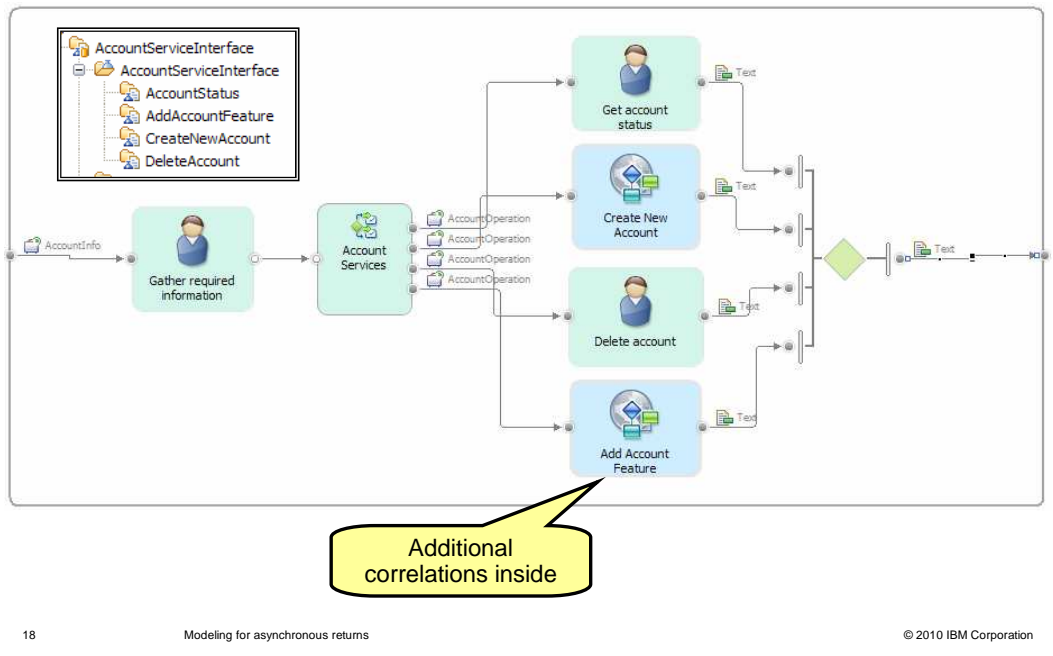 AccountServiceInterface
AccountServiceInterface
AccountStatus
AddAccountFeature
CreateNewAccount
DeleteAccount
AccountInfo
Gather required
information
Account
Services
AccountOperation
AccountOperation
AccountOperation
AccountOperation
Get account
status
Text
Create New
Account
Text
Delete account
Text
Add Account
Feature
Text
Text
Additional
correlations inside
18 Modeling for asynchronous returns © 2010 IBM Corporation